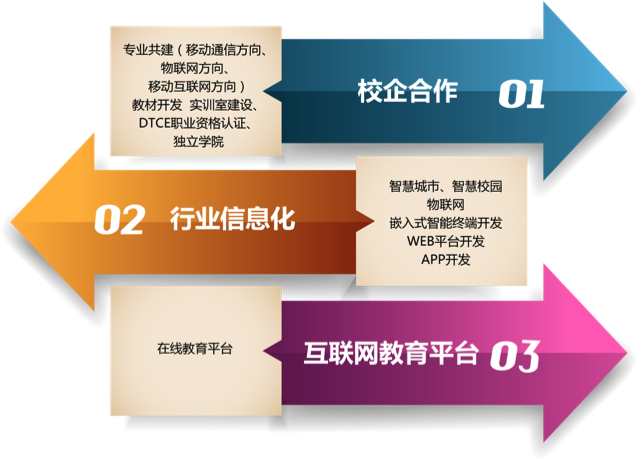 专业共建（移动通信方向、
物联网方向、
移动互联网方向）
教材开发 实训室建设、
DTCE职业资格认证、
独立学院
校企合作 01
02 行业信息化
智慧城市、智慧校园
物联网
嵌入式智能终端开发
WEB平台开发
APP开发
在线教育平台
互联网教育平台 03